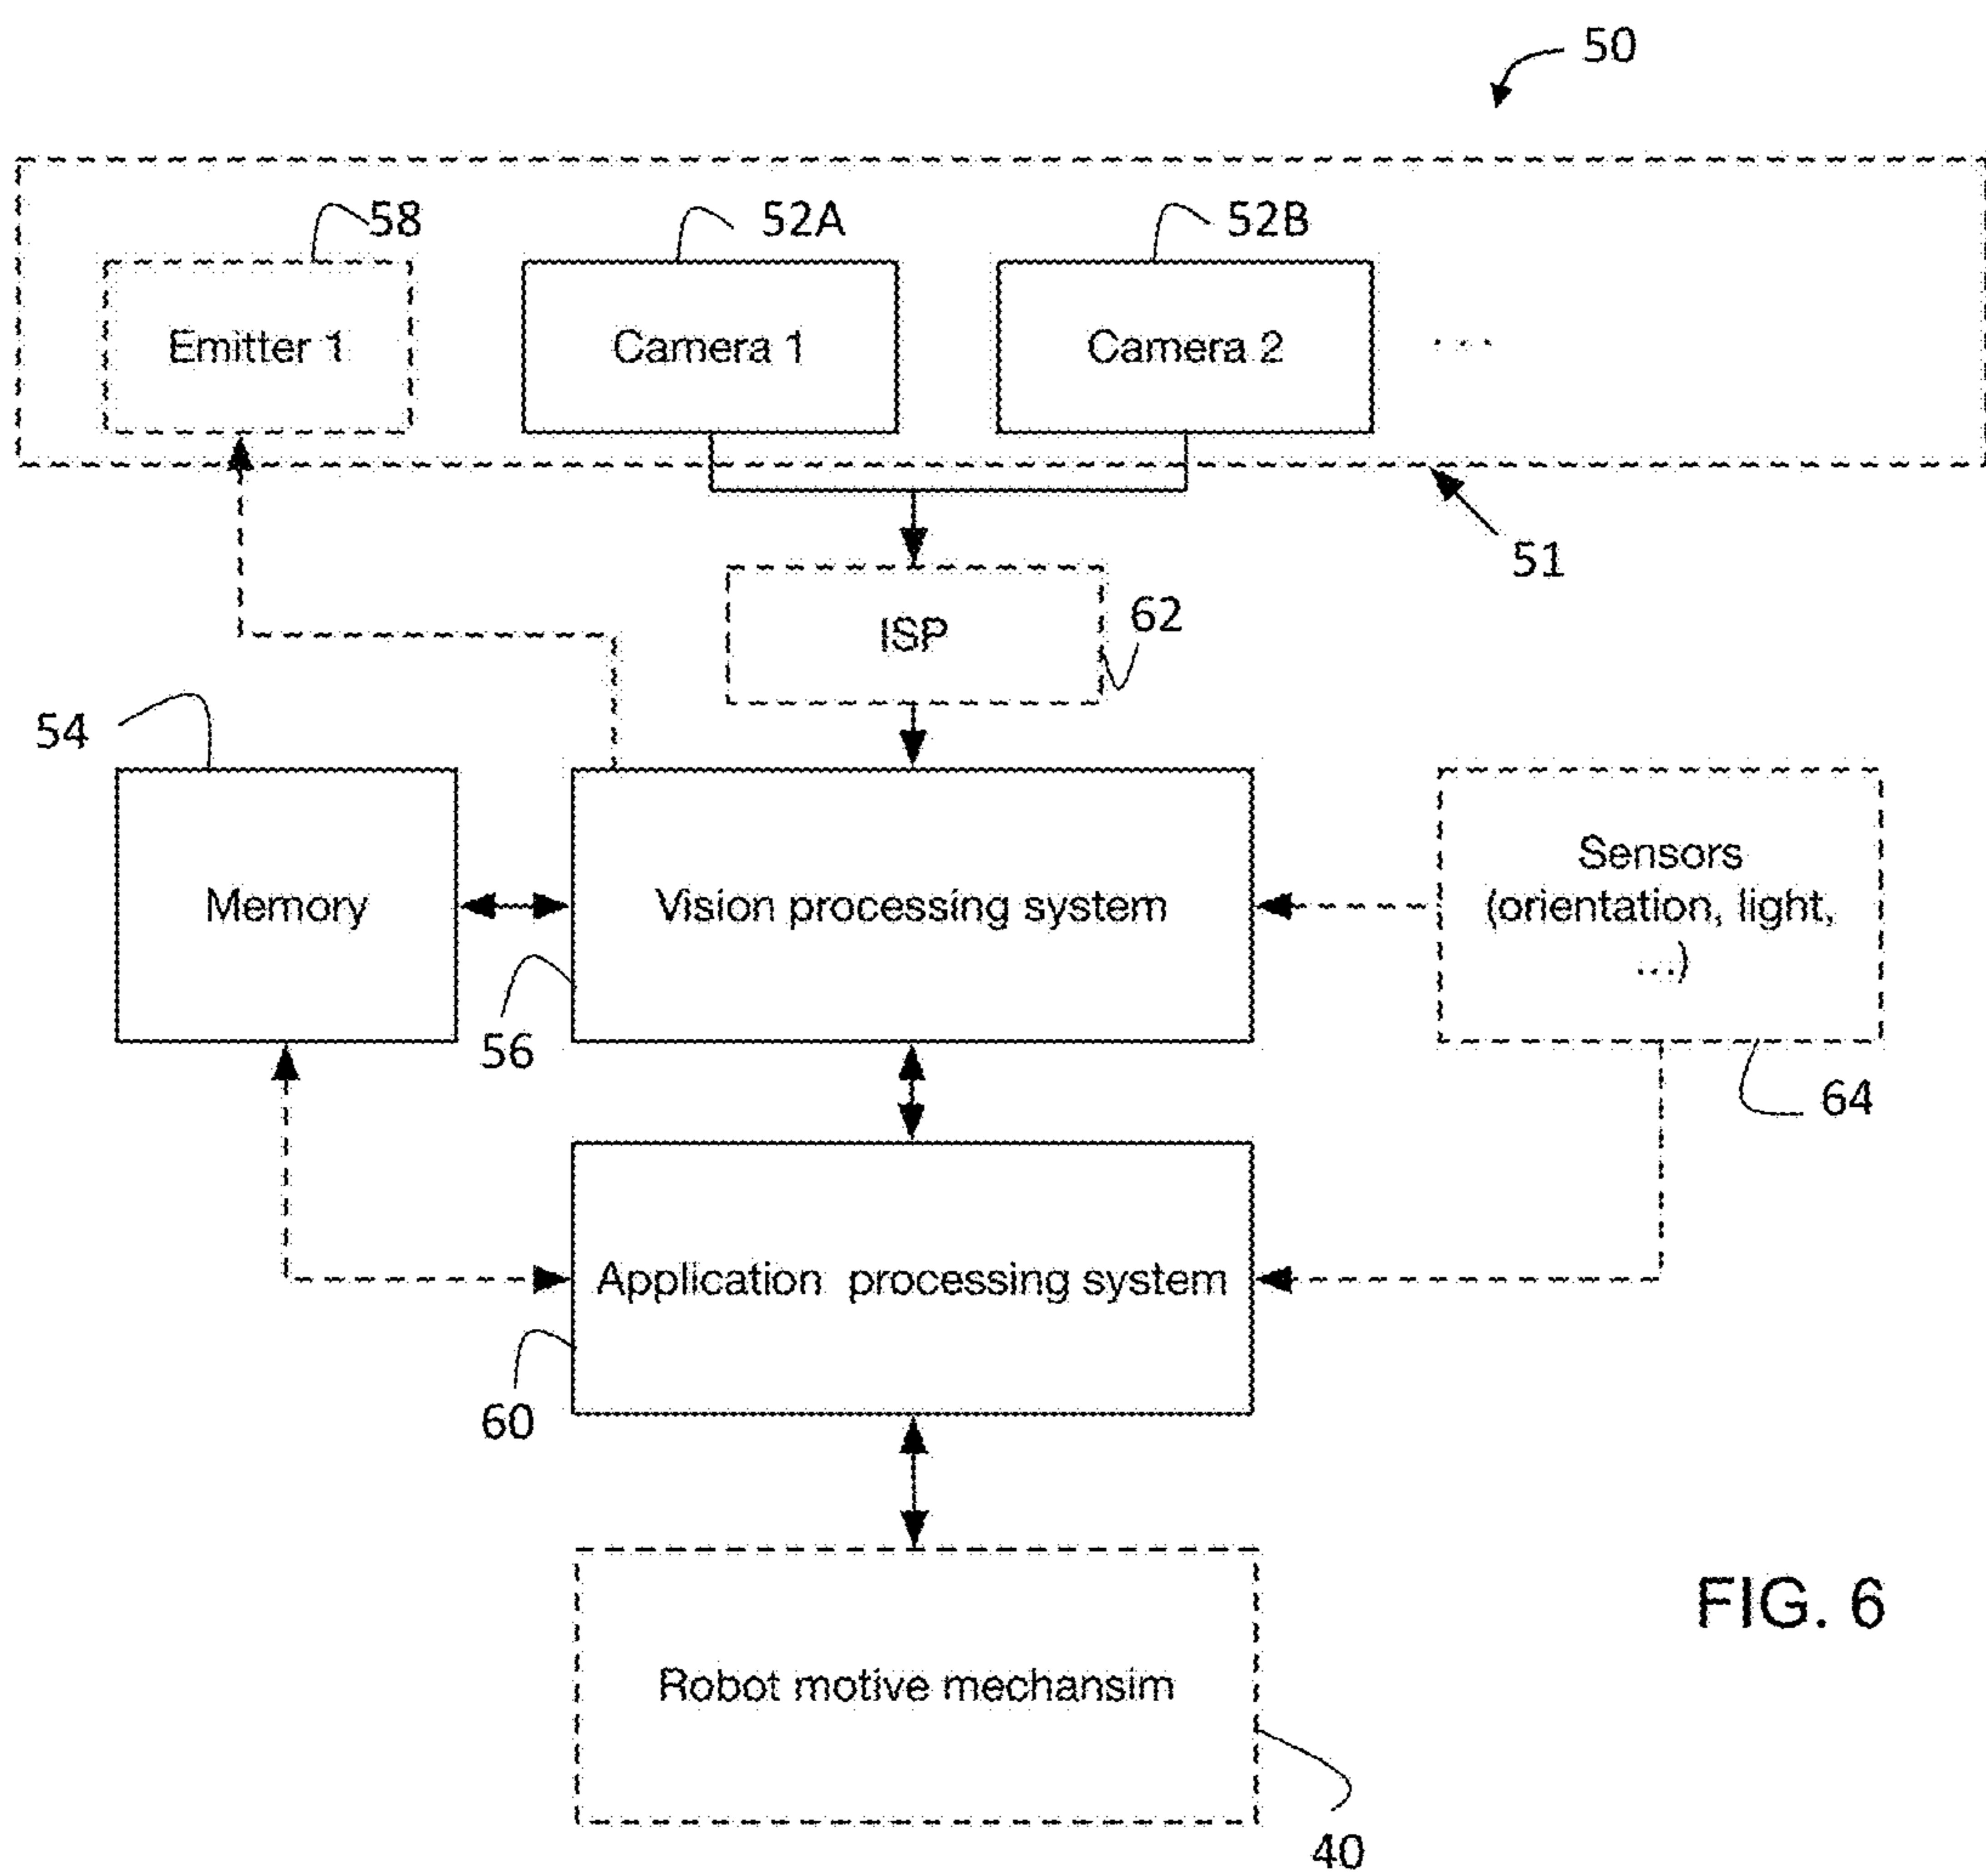 50
58
52A
52B
Emitter 1
Camera 1
Camera 2
...
51
ISP
62
54
Memory
Vision processing system
Sensors
(orientation, light,
...)
56
64
Application processing system
60
Robot motive mechansim
FIG. 6
40